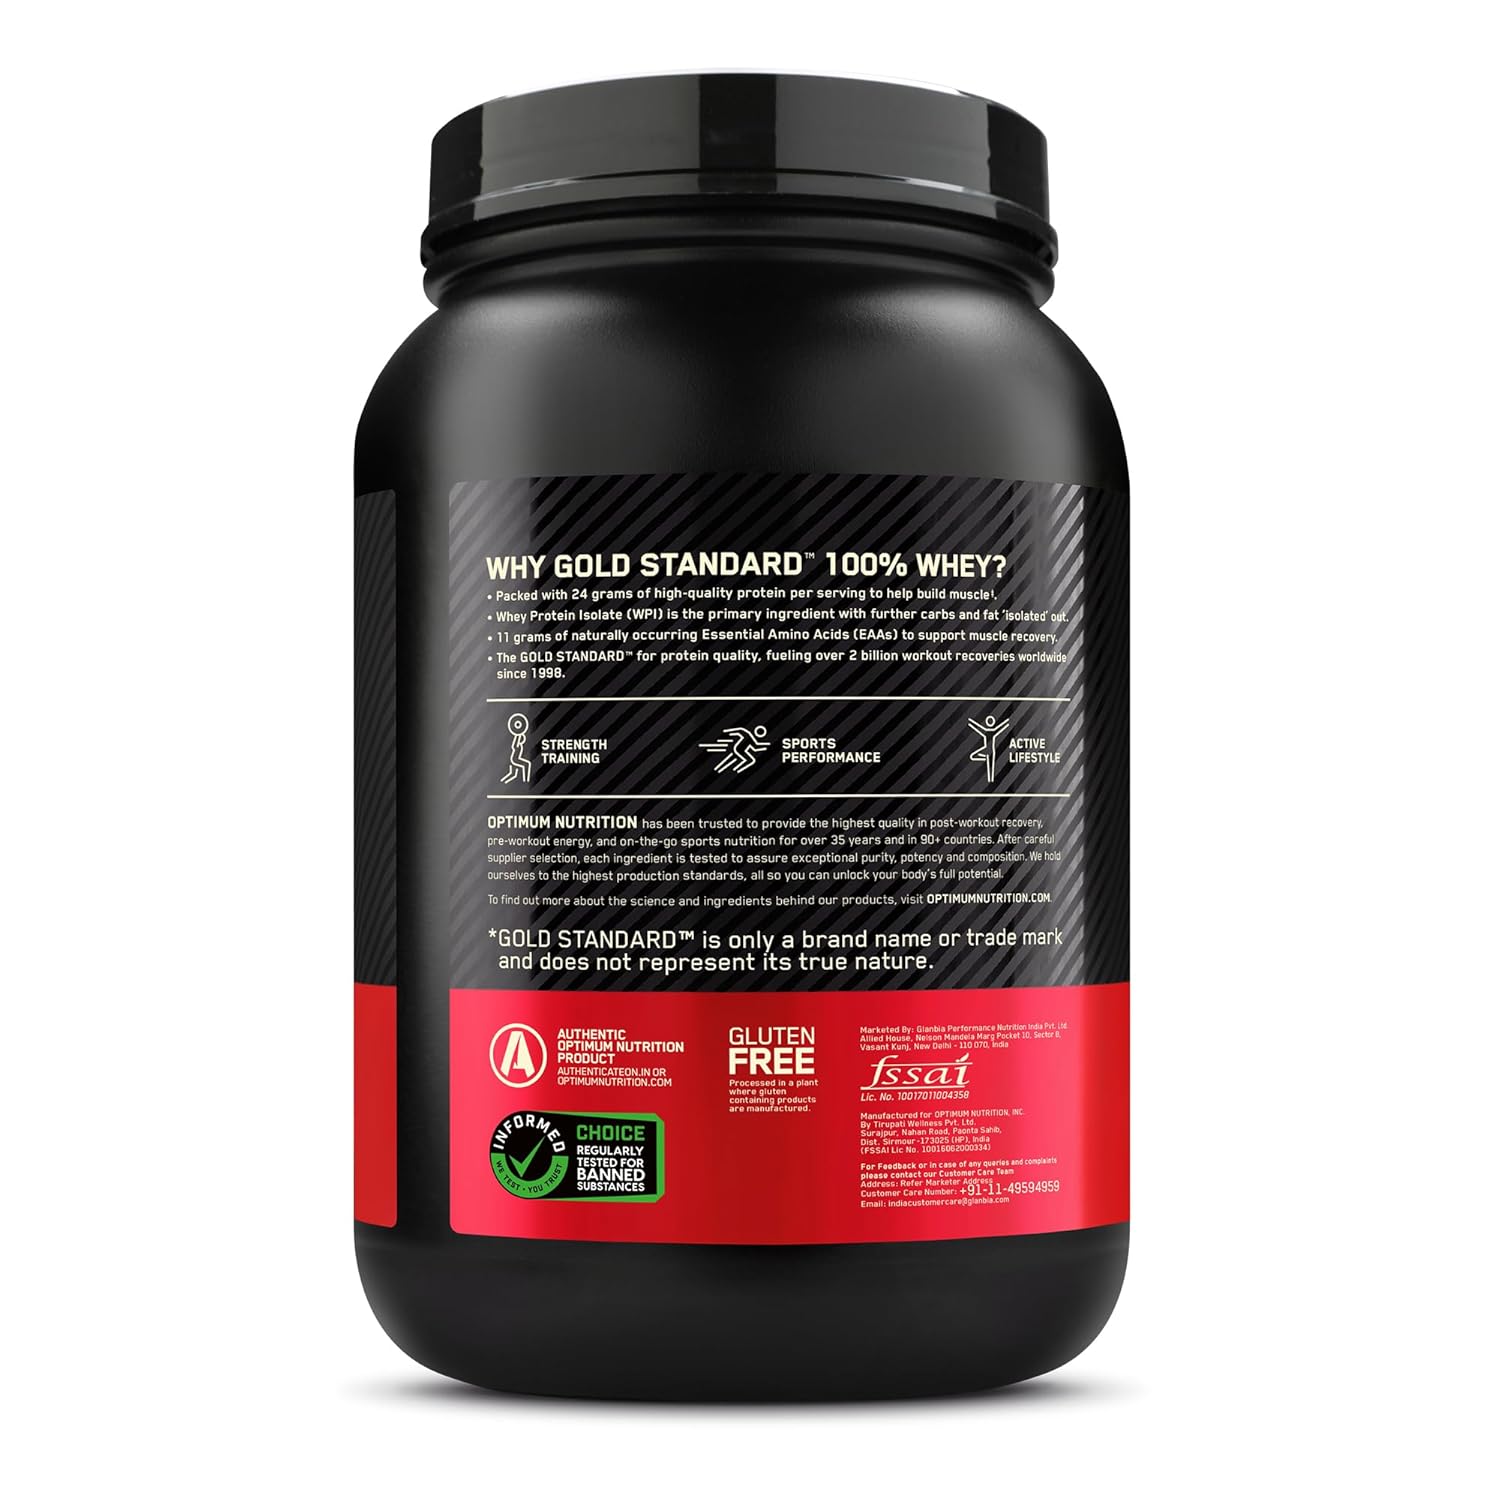 WHY GOLD STANDARD™ 100% WHEY?
• Packed with 24 grams of high-quality protein per serving to help build muscle‡.
• Whey Protein Isolate (WPI) is the primary ingredient with further carbs and fat 'isolated' out.
• 11 grams of naturally occurring Essential Amino Acids (EAAs) to support muscle recovery.
• The GOLD STANDARD™ for protein quality, fueling over 2 billion workout recoveries worldwide
since 1998.
STRENGTH
TRAINING
SPORTS
PERFORMANCE
ACTIVE
LIFESTYLE
OPTIMUM NUTRITION has been trusted to provide the highest quality in post-workout recovery,
pre-workout energy, and on-the-go sports nutrition for over 35 years and in 90+ countries. After careful
supplier selection, each ingredient is tested to assure exceptional purity, potency and composition. We hold
ourselves to the highest production standards, all so you can unlock your body's full potential.
To find out more about the science and ingredients behind our products, visit OPTIMUMNUTRITION.COM.
*GOLD STANDARD™ is only a brand name or trade mark
and does not represent its true nature.
AUTHENTIC
OPTIMUM NUTRITION
PRODUCT
AUTHENTICATEON.IN OR
OPTIMUMNUTRITION.COM
INFORMED
WE TEST • YOU TRUST
CHOICE
REGULARLY
TESTED FOR
BANNED
SUBSTANCES
GLUTEN
FREE
Processed in a plant
where gluten
containing products
are manufactured.
Marketed By: Glanbia Performance Nutrition India Pvt. Ltd.
Allied House, Nelson Mandela Marg Pocket 10, Sector B,
Vasant Kunj, New Delhi - 110 070, India
fssai
Lic. No. 10017011004358
Manufactured for OPTIMUM NUTRITION, INC.
By Tirupati Wellness Pvt. Ltd.
Surajpur, Nahan Road, Paonta Sahib,
Dist. Sirmour-173025 (HP), India
(FSSAI Lic No. 10016062000334)
For Feedback or in case of any queries and complaints
please contact our Customer Care Team
Address: Refer Marketer Address
Customer Care Number: +91-11-49594959
Email: indiacustomercare@glanbia.com